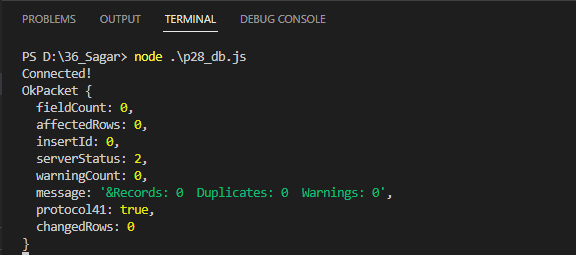 PROBLEMS OUTPUT TERMINAL DEBUG CONSOLE
PS D:\36_Sagar> node .\p28_db.js
Connected!
OkPacket {
  fieldCount: 0,
  affectedRows: 0,
  insertId: 0,
  serverStatus: 2,
  warningCount: 0,
  message: '&Records: 0  Duplicates: 0  Warnings: 0',
  protocol41: true,
  changedRows: 0
}